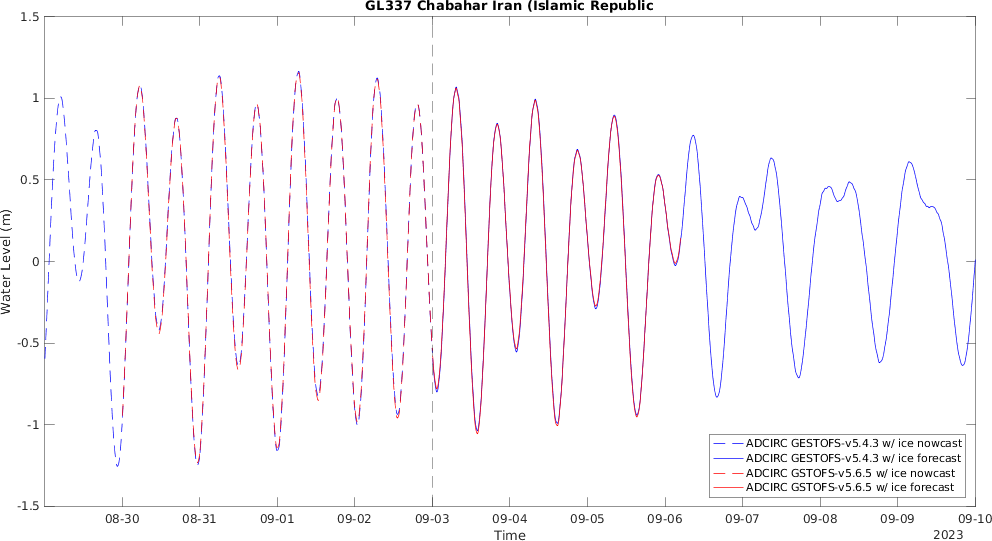 GL337 Chabahar Iran (Islamic Republic
1.5
1
0.5
0
-0.5
-1
-1.5
Water Level (m)
08-30 08-31 09-01 09-02 09-03 09-04 09-05 09-06 09-07 09-08 09-09 09-10
Time
2023
ADCIRC GESTOFS-v5.4.3 w/ ice nowcast
ADCIRC GESTOFS-v5.4.3 w/ ice forecast
ADCIRC GSTOFS-v5.6.5 w/ ice nowcast
ADCIRC GSTOFS-v5.6.5 w/ ice forecast